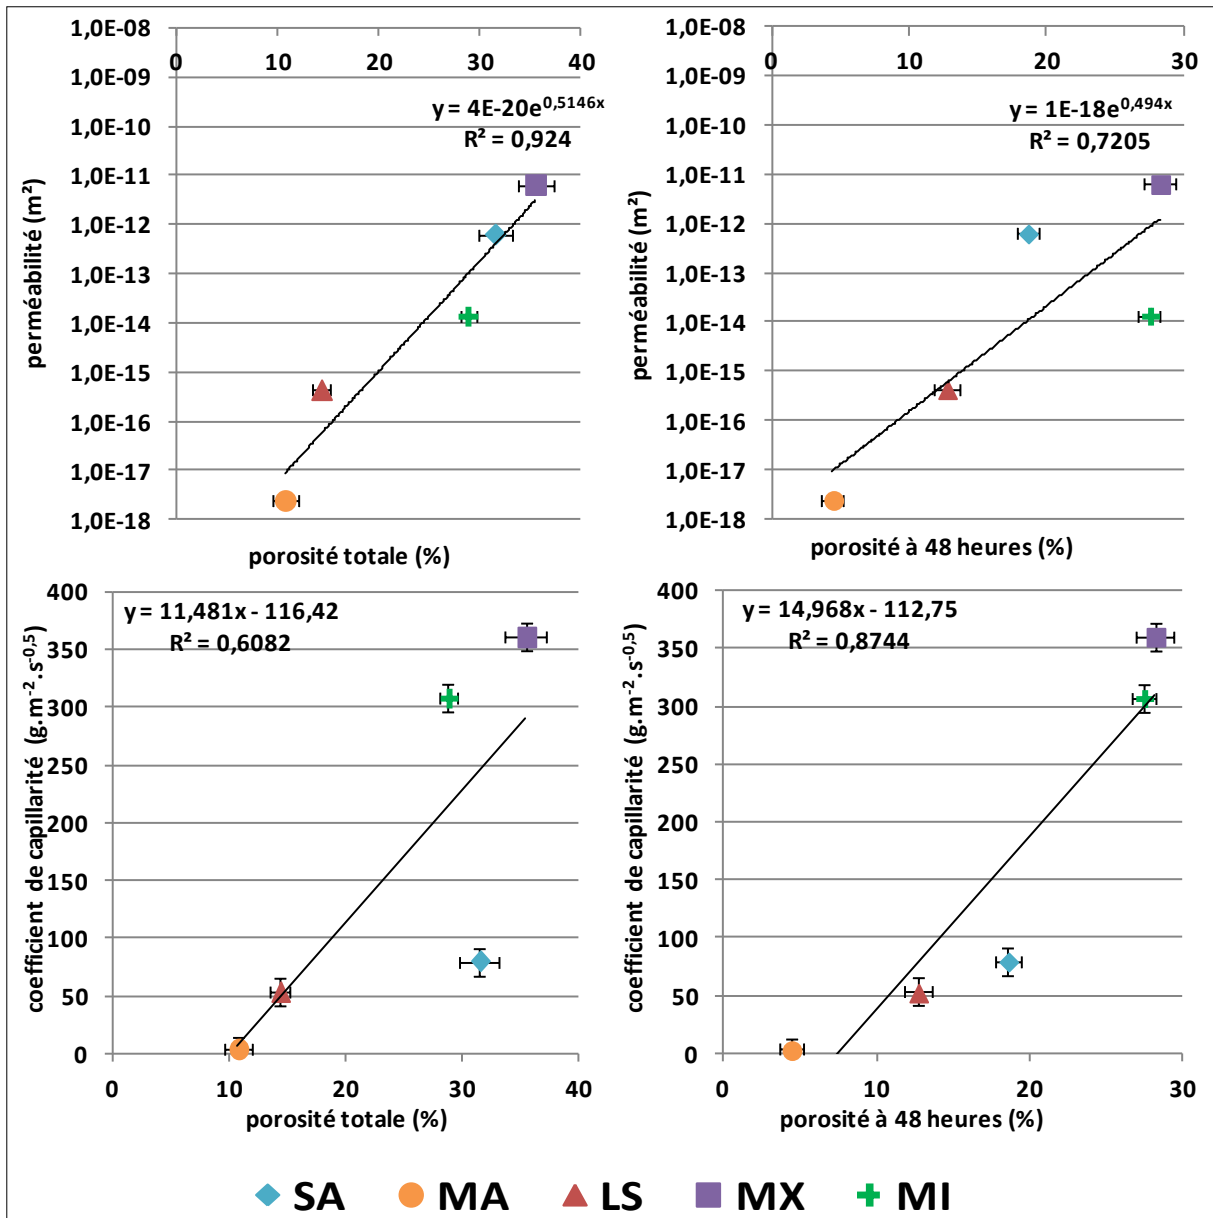 1,0E-08
1,0E-09
1,0E-10
1,0E-11
1,0E-12
1,0E-13
1,0E-14
1,0E-15
1,0E-16
1,0E-17
1,0E-18
0 10 20 30 40
y = 4E-20e^0,5146x
R² = 0,924
perméabilité (m²)
porosité totale (%)
1,0E-08
1,0E-09
1,0E-10
1,0E-11
1,0E-12
1,0E-13
1,0E-14
1,0E-15
1,0E-16
1,0E-17
1,0E-18
0 10 20 30
y = 1E-18e^0,494x
R² = 0,7205
perméabilité (m²)
porosité à 48 heures (%)
400
350
300
250
200
150
100
50
0
y = 11,481x - 116,42
R² = 0,6082
coefficient de capillarité (g.m⁻².s⁻⁰,⁵)
0 10 20 30 40
porosité totale (%)
400
350
300
250
200
150
100
50
0
y = 14,968x - 112,75
R² = 0,8744
coefficient de capillarité (g.m⁻².s⁻⁰,⁵)
0 10 20 30
porosité à 48 heures (%)
SA MA LS MX MI